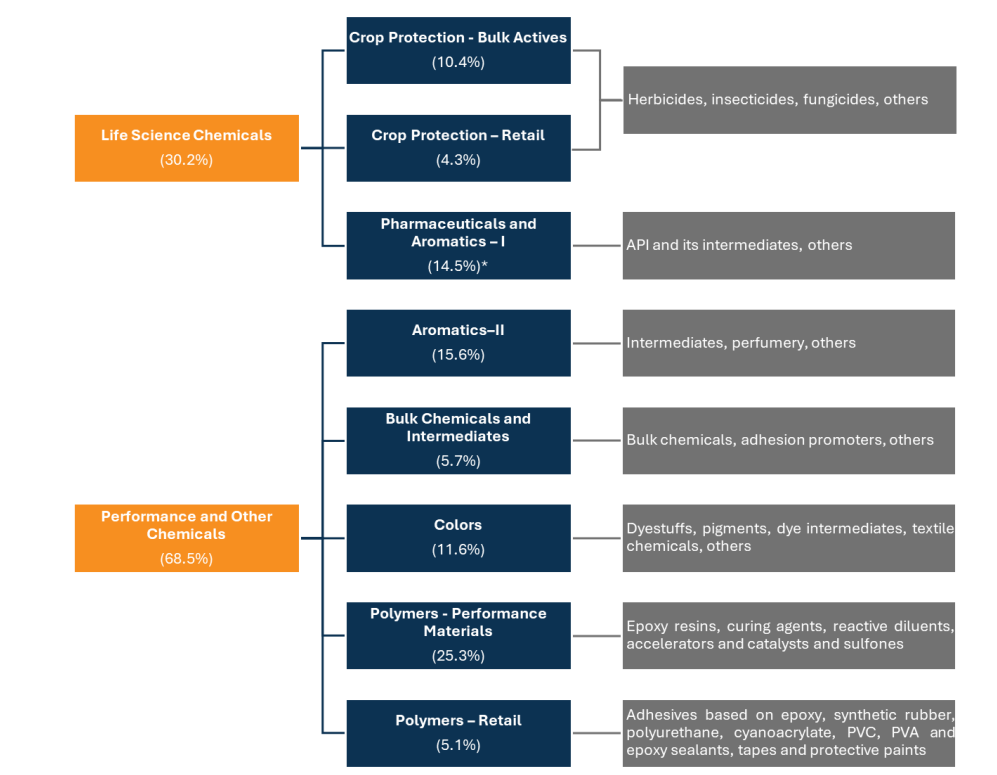 Crop Protection - Bulk Actives
(10.4%)
Herbicides, insecticides, fungicides, others
Life Science Chemicals
(30.2%)
Crop Protection – Retail
(4.3%)
Pharmaceuticals and
Aromatics – I
(14.5%)*
API and its intermediates, others
Aromatics–II
(15.6%)
Intermediates, perfumery, others
Bulk Chemicals and
Intermediates
(5.7%)
Bulk chemicals, adhesion promoters, others
Performance and Other
Chemicals
(68.5%)
Colors
(11.6%)
Dyestuffs, pigments, dye intermediates, textile
chemicals, others
Polymers - Performance
Materials
(25.3%)
Epoxy resins, curing agents, reactive diluents,
accelerators and catalysts and sulfones
Polymers – Retail
(5.1%)
Adhesives based on epoxy, synthetic rubber,
polyurethane, cyanoacrylate, PVC, PVA and
epoxy sealants, tapes and protective paints